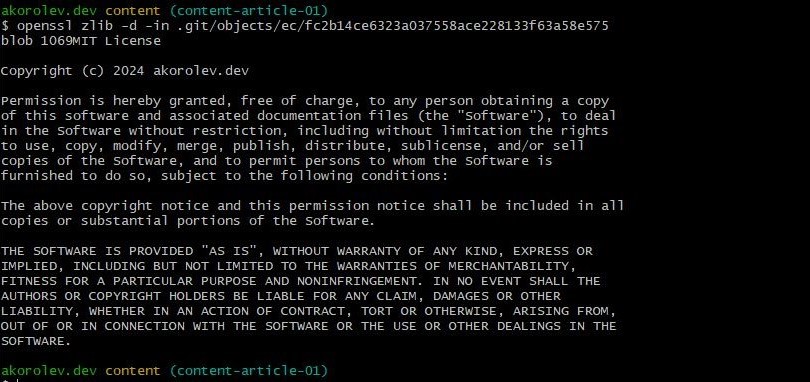 akorolev.dev content (content-article-01)
$ openssl zlib -d -in .git/objects/ec/fc2b14ce6323a037558ace228133f63a58e575
blob 1069MIT License

Copyright (c) 2024 akorolev.dev

Permission is hereby granted, free of charge, to any person obtaining a copy
of this software and associated documentation files (the "Software"), to deal
in the Software without restriction, including without limitation the rights
to use, copy, modify, merge, publish, distribute, sublicense, and/or sell
copies of the Software, and to permit persons to whom the Software is
furnished to do so, subject to the following conditions:

The above copyright notice and this permission notice shall be included in all
copies or substantial portions of the Software.

THE SOFTWARE IS PROVIDED "AS IS", WITHOUT WARRANTY OF ANY KIND, EXPRESS OR
IMPLIED, INCLUDING BUT NOT LIMITED TO THE WARRANTIES OF MERCHANTABILITY,
FITNESS FOR A PARTICULAR PURPOSE AND NONINFRINGEMENT. IN NO EVENT SHALL THE
AUTHORS OR COPYRIGHT HOLDERS BE LIABLE FOR ANY CLAIM, DAMAGES OR OTHER
LIABILITY, WHETHER IN AN ACTION OF CONTRACT, TORT OR OTHERWISE, ARISING FROM,
OUT OF OR IN CONNECTION WITH THE SOFTWARE OR THE USE OR OTHER DEALINGS IN THE
SOFTWARE.

akorolev.dev content (content-article-01)
$